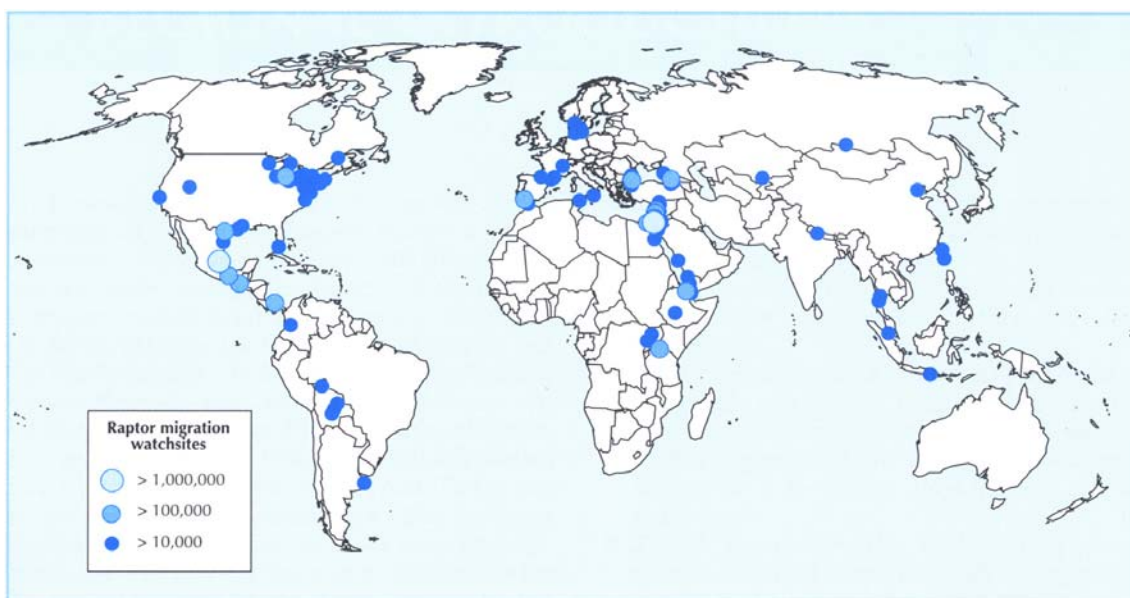 Raptor migration
watchsites
> 1,000,000
> 100,000
> 10,000